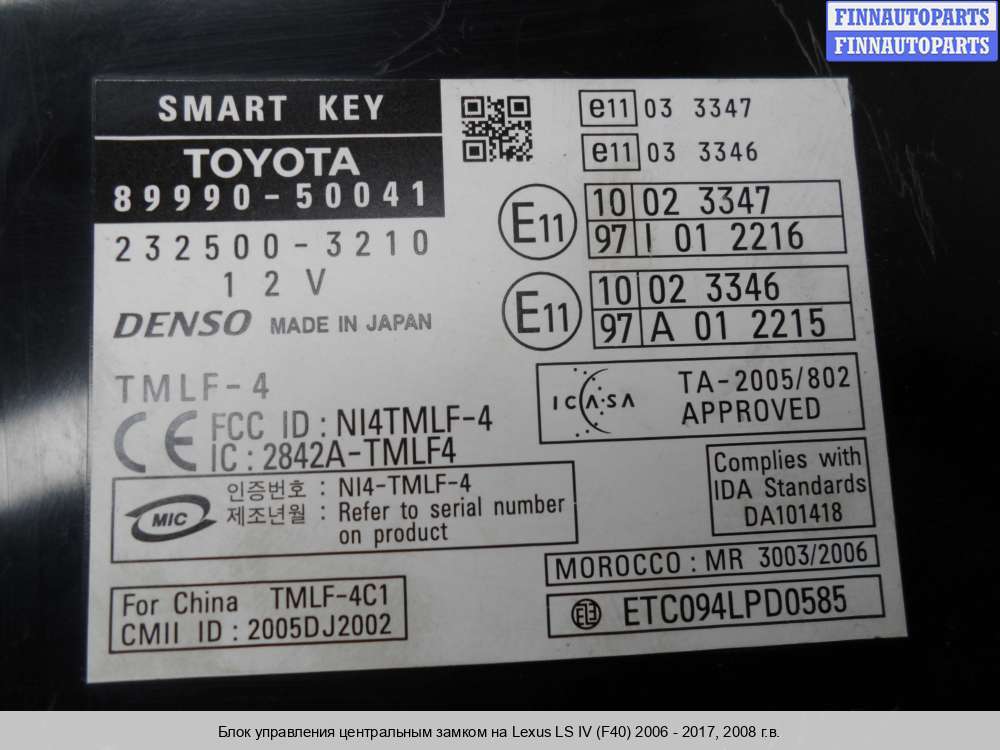 FINNAUTOPARTS
FINNAUTOPARTS
SMART KEY
TOYOTA
89990-50041
232500-3210
12V
DENSO MADE IN JAPAN
TMLF-4
FCC ID : NI4TMLF-4
IC : 2842A-TMLF4
MIC
인증번호 : NI4-TMLF-4
제조년월 : Refer to serial number
on product
For China TMLF-4C1
CMII ID : 2005DJ2002
e11 03 3347
e11 03 3346
E11
10 02 3347
97 I 01 2216
E11
10 02 3346
97 A 01 2215
ICASA
TA-2005/802
APPROVED
Complies with
IDA Standards
DA101418
MOROCCO : MR 3003/2006
ETC094LPD0585
Блок управления центральным замком на Lexus LS IV (F40) 2006 - 2017, 2008 г.в.